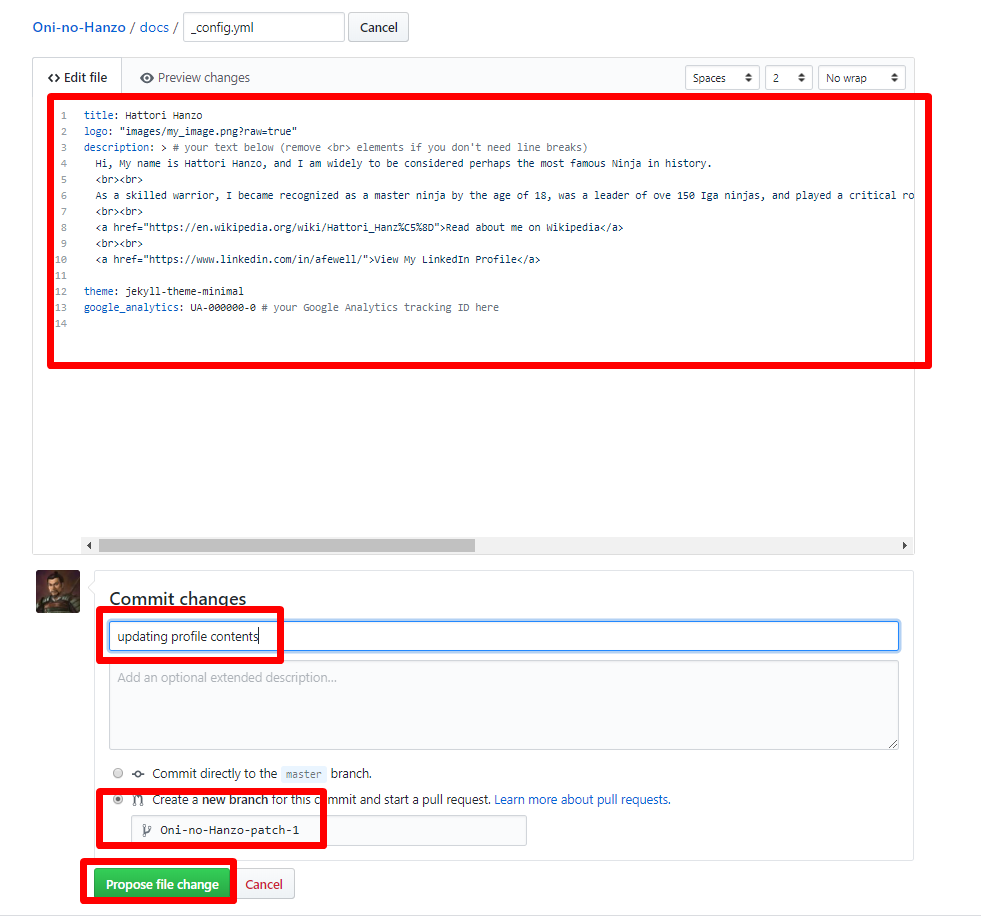 Oni-no-Hanzo / docs / _config.yml Cancel
<> Edit file Preview changes Spaces 2 No wrap
1 title: Hattori Hanzo
2 logo: "images/my_image.png?raw=true"
3 description: > # your text below (remove <br> elements if you don't need line breaks)
4 Hi, My name is Hattori Hanzo, and I am widely to be considered perhaps the most famous Ninja in history.
5 <br><br>
6 As a skilled warrior, I became recognized as a master ninja by the age of 18, was a leader of ove 150 Iga ninjas, and played a critical ro
7 <br><br>
8 <a href="https://en.wikipedia.org/wiki/Hattori_Hanz%C5%8D">Read about me on Wikipedia</a>
9 <br><br>
10 <a href="https://www.linkedin.com/in/afewell/">View My LinkedIn Profile</a>
11
12 theme: jekyll-theme-minimal
13 google_analytics: UA-000000-0 # your Google Analytics tracking ID here
14
Commit changes
updating profile contents
Add an optional extended description...
Commit directly to the master branch.
Create a new branch for this commit and start a pull request. Learn more about pull requests.
Oni-no-Hanzo-patch-1
Propose file change Cancel